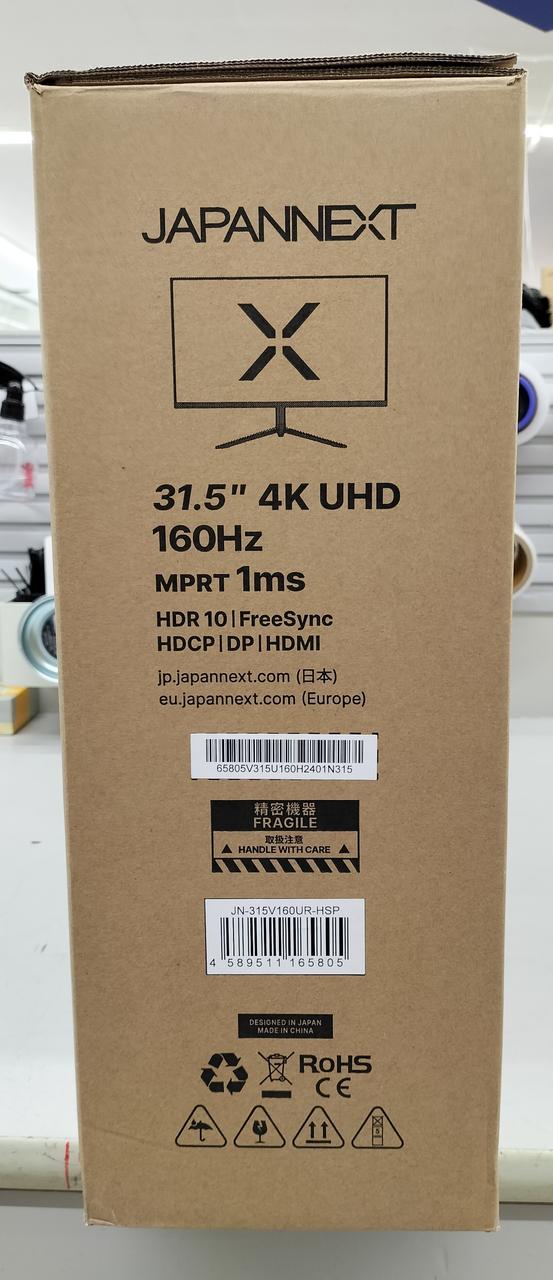 JAPANNEXT
31.5" 4K UHD
160Hz
MPRT 1ms
HDR 10 | FreeSync
HDCP | DP | HDMI
jp.japannext.com (日本)
eu.japannext.com (Europe)
65805V315U160H2401N315
精密機器
FRAGILE
取扱注意
HANDLE WITH CARE
JN-315V160UR-HSP
4 589511 165805
DESIGNED IN JAPAN
MADE IN CHINA
RoHS
CE
5